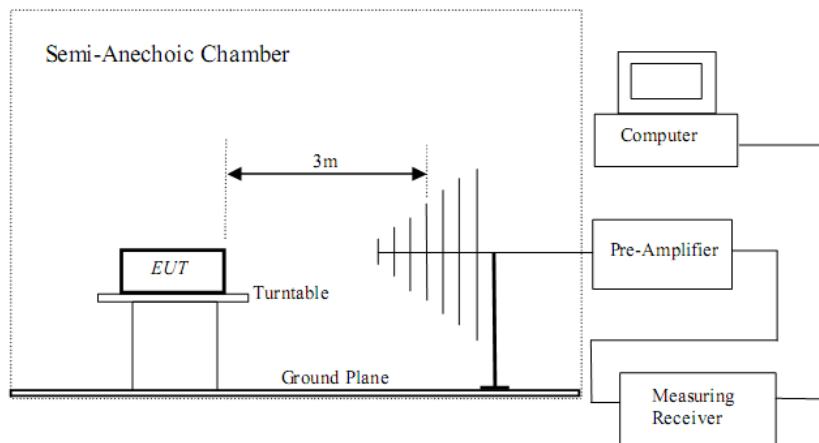 Semi-Anechoic Chamber
Computer
3m
Pre-Amplifier
EUT
Turntable
Ground Plane
Measuring
Receiver